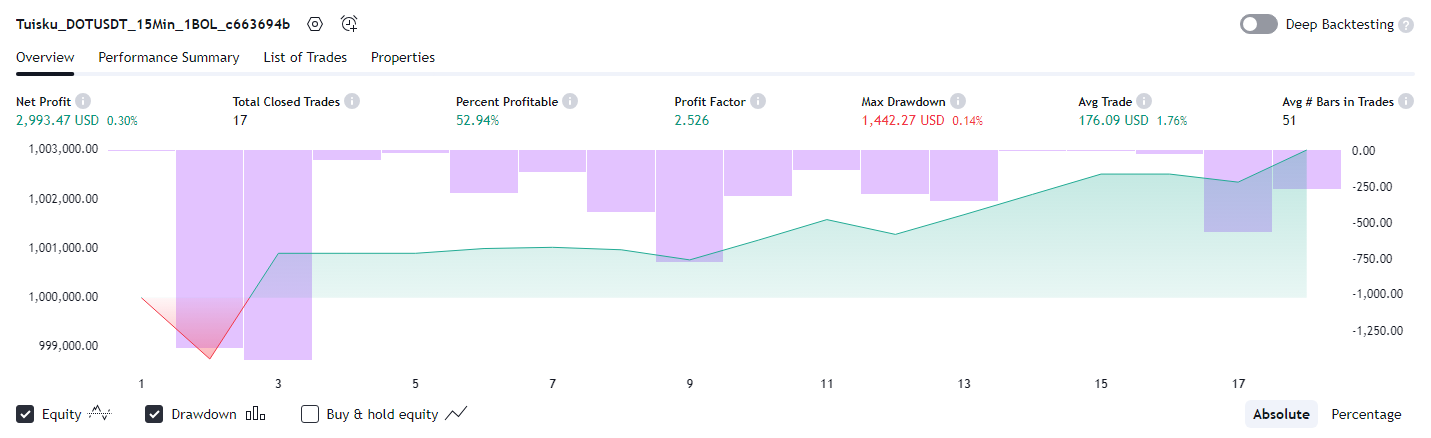 Tuisku_DOTUSDT_15Min_1BOL_c663694b
Deep Backtesting ?
Overview Performance Summary List of Trades Properties
Net Profit Total Closed Trades Percent Profitable Profit Factor Max Drawdown Avg Trade Avg # Bars in Trades
2,993.47 USD 0.30% 17 52.94% 2.526 1,442.27 USD 0.14% 176.09 USD 1.76% 51
1,003,000.00 0.00
1,002,000.00 -250.00
1,001,000.00 -500.00
1,000,000.00 -750.00
999,000.00 -1,000.00
-1,250.00
1 3 5 7 9 11 13 15 17
Equity Drawdown Buy & hold equity Absolute Percentage